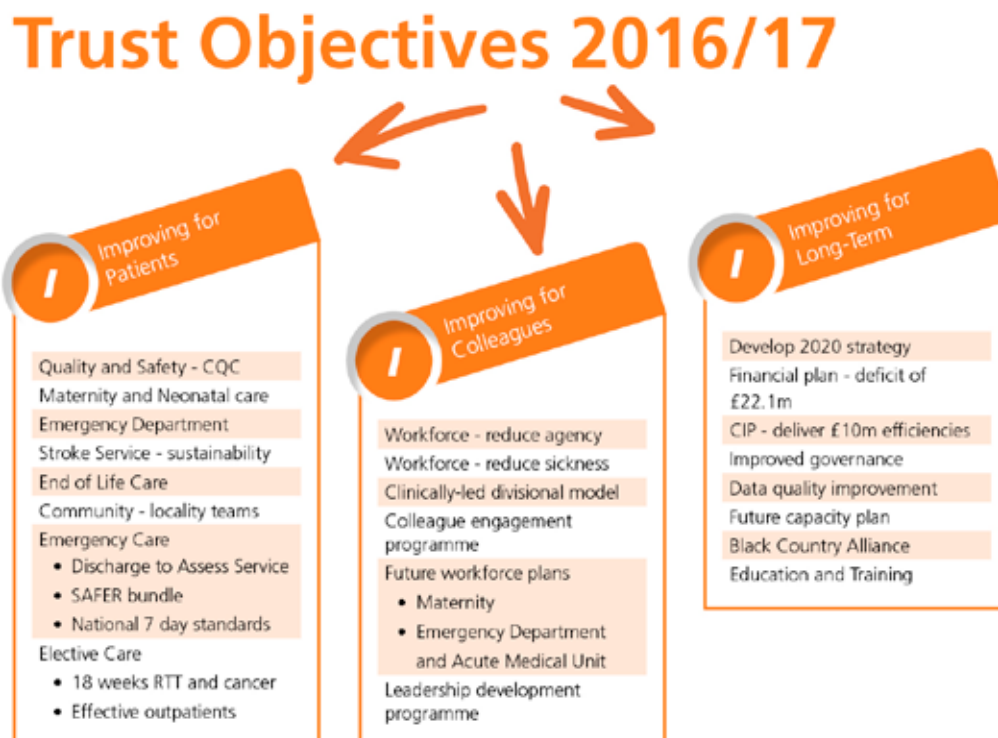 Trust Objectives 2016/17
I
Improving for
Patients
Quality and Safety - CQC
Maternity and Neonatal care
Emergency Department
Stroke Service - sustainability
End of Life Care
Community - locality teams
Emergency Care
• Discharge to Assess Service
• SAFER bundle
• National 7 day standards
Elective Care
• 18 weeks RTT and cancer
• Effective outpatients
I
Improving for
Colleagues
Workforce - reduce agency
Workforce - reduce sickness
Clinically-led divisional model
Colleague engagement
programme
Future workforce plans
• Maternity
• Emergency Department
and Acute Medical Unit
Leadership development
programme
I
Improving for
Long-Term
Develop 2020 strategy
Financial plan - deficit of
£22.1m
CIP - deliver £10m efficiencies
Improved governance
Data quality improvement
Future capacity plan
Black Country Alliance
Education and Training